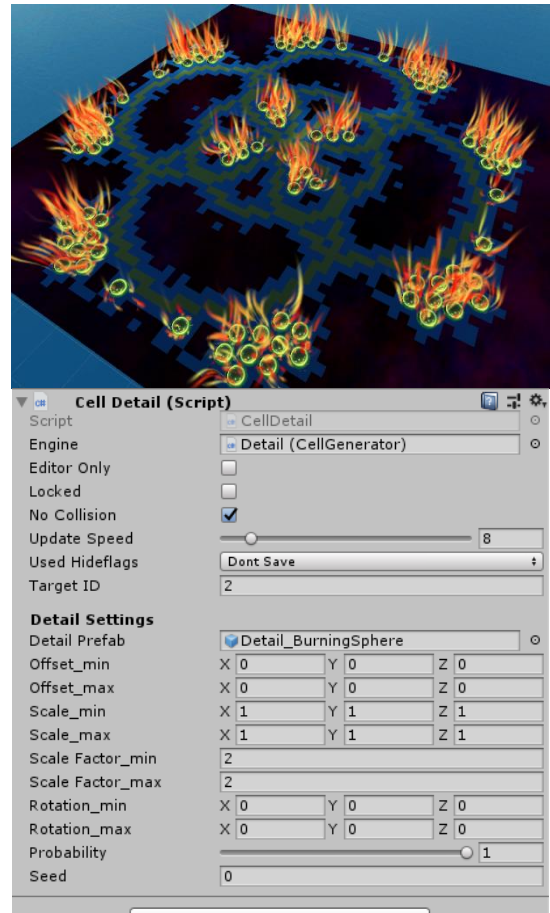 Cell Detail (Script)
Script CellDetail
Engine Detail (CellGenerator)
Editor Only
Locked
No Collision
Update Speed 8
Used Hideflags Dont Save
Target ID 2
Detail Settings
Detail Prefab Detail_BurningSphere
Offset_min X 0 Y 0 Z 0
Offset_max X 0 Y 0 Z 0
Scale_min X 1 Y 1 Z 1
Scale_max X 1 Y 1 Z 1
Scale Factor_min 2
Scale Factor_max 2
Rotation_min X 0 Y 0 Z 0
Rotation_max X 0 Y 0 Z 0
Probability 1
Seed 0